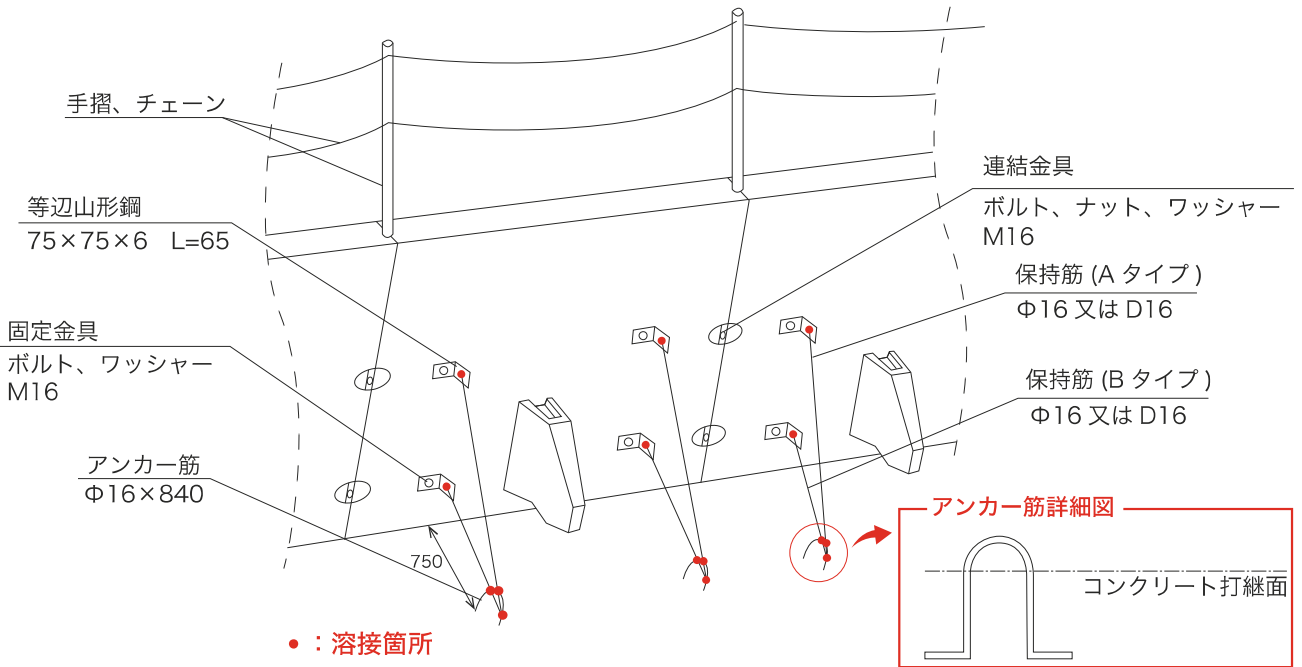 手摺、チェーン
等辺山形鋼
75×75×6 L=65
固定金具
ボルト、ワッシャー
M16
アンカー筋
Φ16×840
750
●：溶接箇所
連結金具
ボルト、ナット、ワッシャー
M16
保持筋 (A タイプ)
Φ16 又は D16
保持筋 (B タイプ)
Φ16 又は D16
アンカー筋詳細図
コンクリート打継面